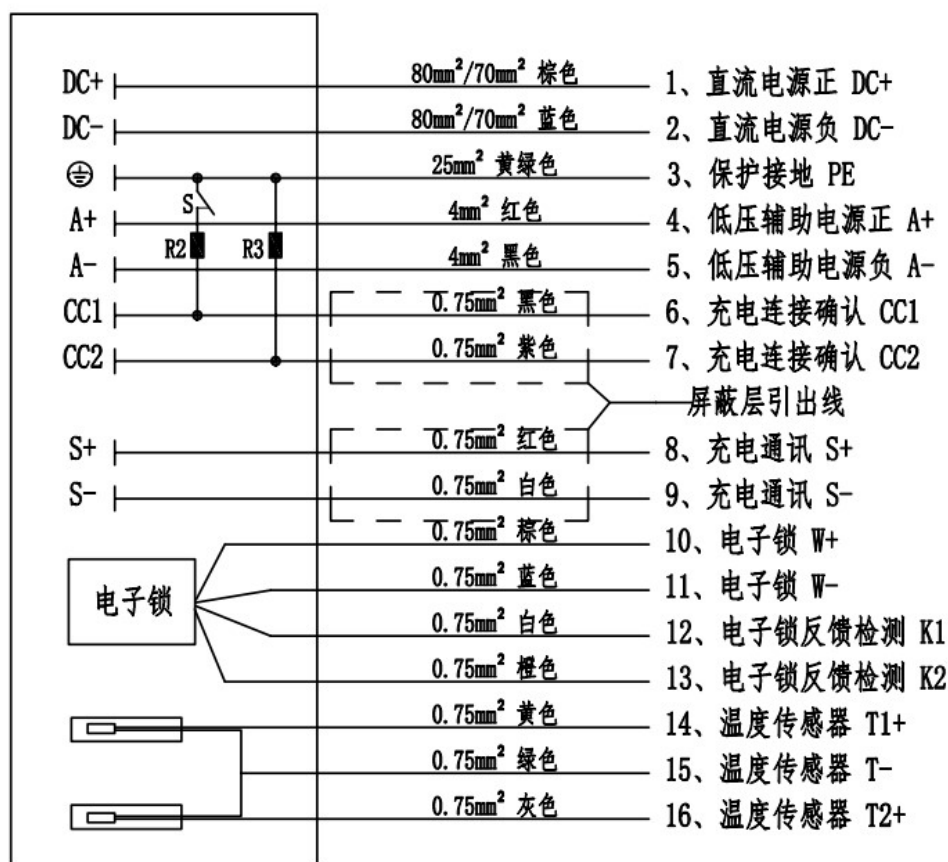 DC+ 80mm²/70mm² 棕色 1、直流电源正 DC+
DC- 80mm²/70mm² 蓝色 2、直流电源负 DC-
25mm² 黄绿色 3、保护接地 PE
S
A+ 4mm² 红色 4、低压辅助电源正 A+
R2 R3
A- 4mm² 黑色 5、低压辅助电源负 A-
CC1 0.75mm² 黑色 6、充电连接确认 CC1
CC2 0.75mm² 紫色 7、充电连接确认 CC2
屏蔽层引出线
S+ 0.75mm² 红色 8、充电通讯 S+
S- 0.75mm² 白色 9、充电通讯 S-
0.75mm² 棕色 10、电子锁 W+
0.75mm² 蓝色 11、电子锁 W-
电子锁
0.75mm² 白色 12、电子锁反馈检测 K1
0.75mm² 橙色 13、电子锁反馈检测 K2
0.75mm² 黄色 14、温度传感器 T1+
0.75mm² 绿色 15、温度传感器 T-
0.75mm² 灰色 16、温度传感器 T2+